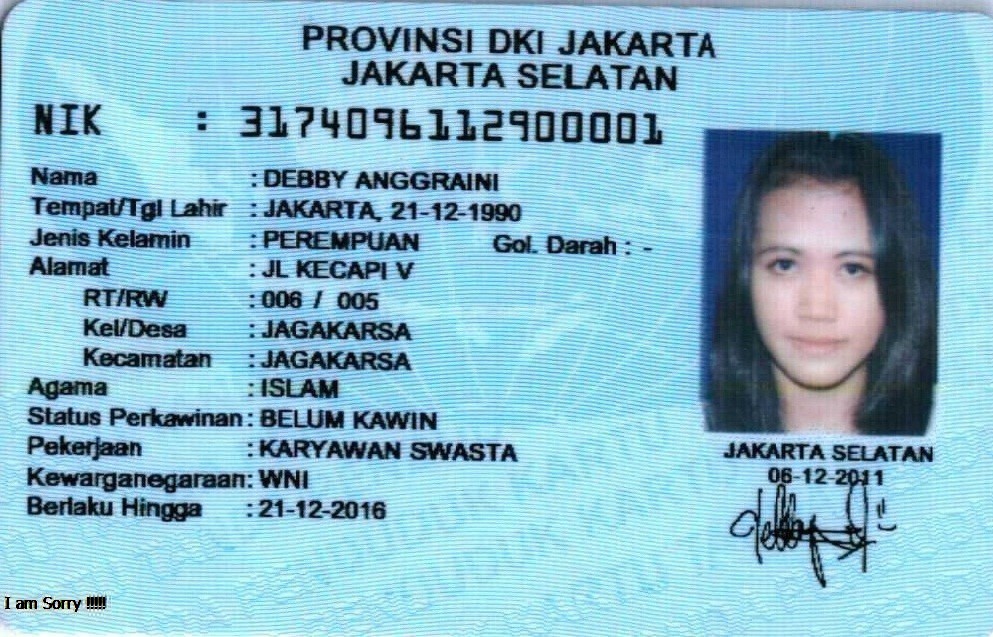 PROVINSI DKI JAKARTA
JAKARTA SELATAN
NIK : 3174096112900001
Nama : DEBBY ANGGRAINI
Tempat/Tgl Lahir : JAKARTA, 21-12-1990
Jenis Kelamin : PEREMPUAN Gol. Darah : -
Alamat : JL KECAPI V
RT/RW : 006 / 005
Kel/Desa : JAGAKARSA
Kecamatan : JAGAKARSA
Agama : ISLAM
Status Perkawinan : BELUM KAWIN
Pekerjaan : KARYAWAN SWASTA
Kewarganegaraan : WNI
Berlaku Hingga : 21-12-2016
JAKARTA SELATAN
06-12-2011
I am Sorry !!!!!